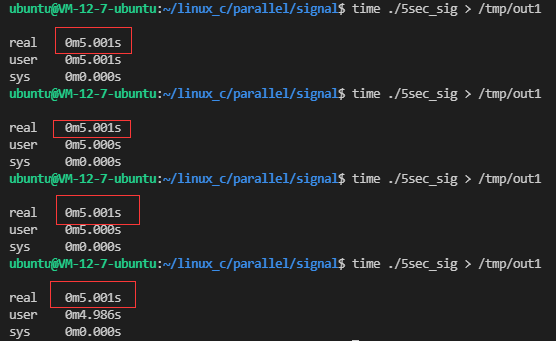 ubuntu@VM-12-7-ubuntu:~/linux_c/parallel/signal$ time ./5sec_sig > /tmp/out1
real 0m5.001s
user 0m5.001s
sys 0m0.000s
ubuntu@VM-12-7-ubuntu:~/linux_c/parallel/signal$ time ./5sec_sig > /tmp/out1
real 0m5.001s
user 0m5.000s
sys 0m0.000s
ubuntu@VM-12-7-ubuntu:~/linux_c/parallel/signal$ time ./5sec_sig > /tmp/out1
real 0m5.001s
user 0m5.000s
sys 0m0.000s
ubuntu@VM-12-7-ubuntu:~/linux_c/parallel/signal$ time ./5sec_sig > /tmp/out1
real 0m5.001s
user 0m4.986s
sys 0m0.000s